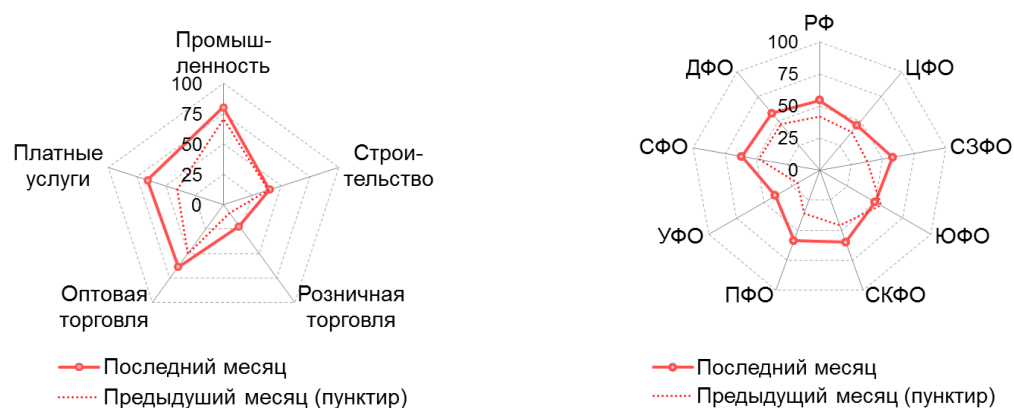 Промыш-
ленность
100
75
50
25
0
Строи-
тельство
Розничная
торговля
Оптовая
торговля
Платные
услуги
Последний месяц
Предыдуший месяц (пунктир)
РФ
100
75
50
25
0
ЦФО
СЗФО
ЮФО
СКФО
ПФО
УФО
СФО
ДФО
Последний месяц
Предыдущий месяц (пунктир)